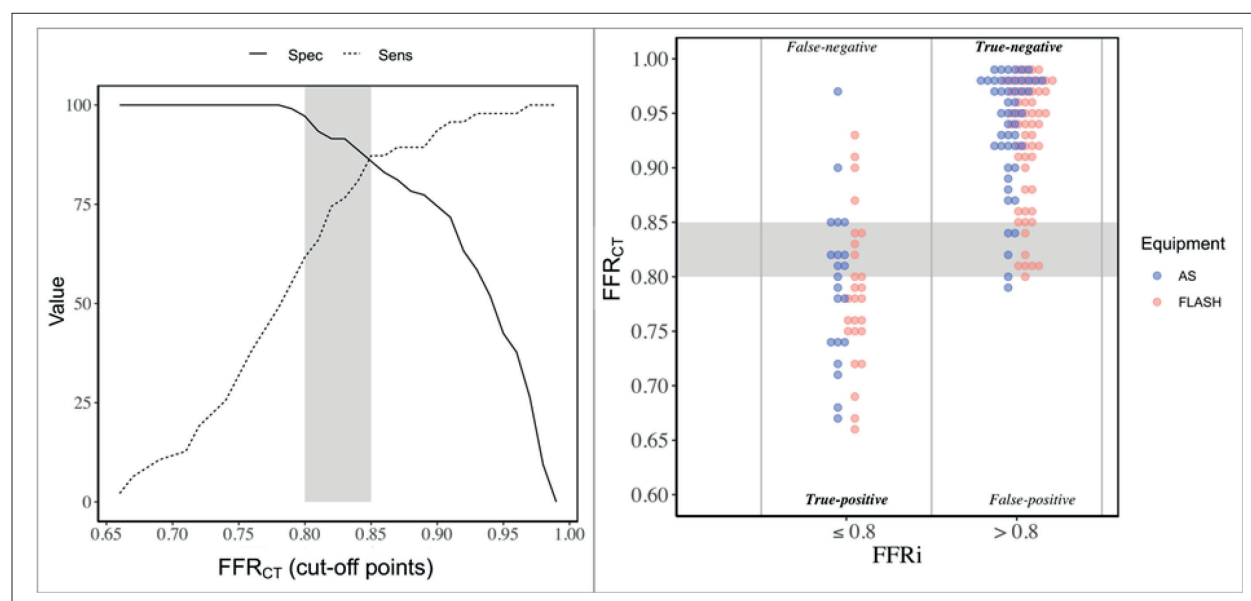 Spec Sens
100
75
50
25
0
Value
0.65 0.70 0.75 0.80 0.85 0.90 0.95 1.00
FFRCT (cut-off points)
False-negative True-negative
1.00
0.95
0.90
0.85
0.80
0.75
0.70
0.65
0.60
FFRCT
True-positive False-positive
≤ 0.8 > 0.8
FFRi
Equipment
AS
FLASH